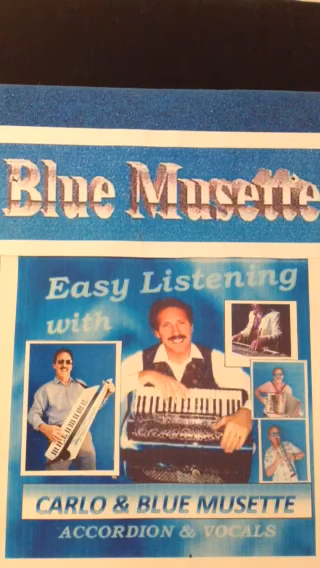 Blue Musette
Easy Listening
with
CARLO & BLUE MUSETTE
ACCORDION & VOCALS